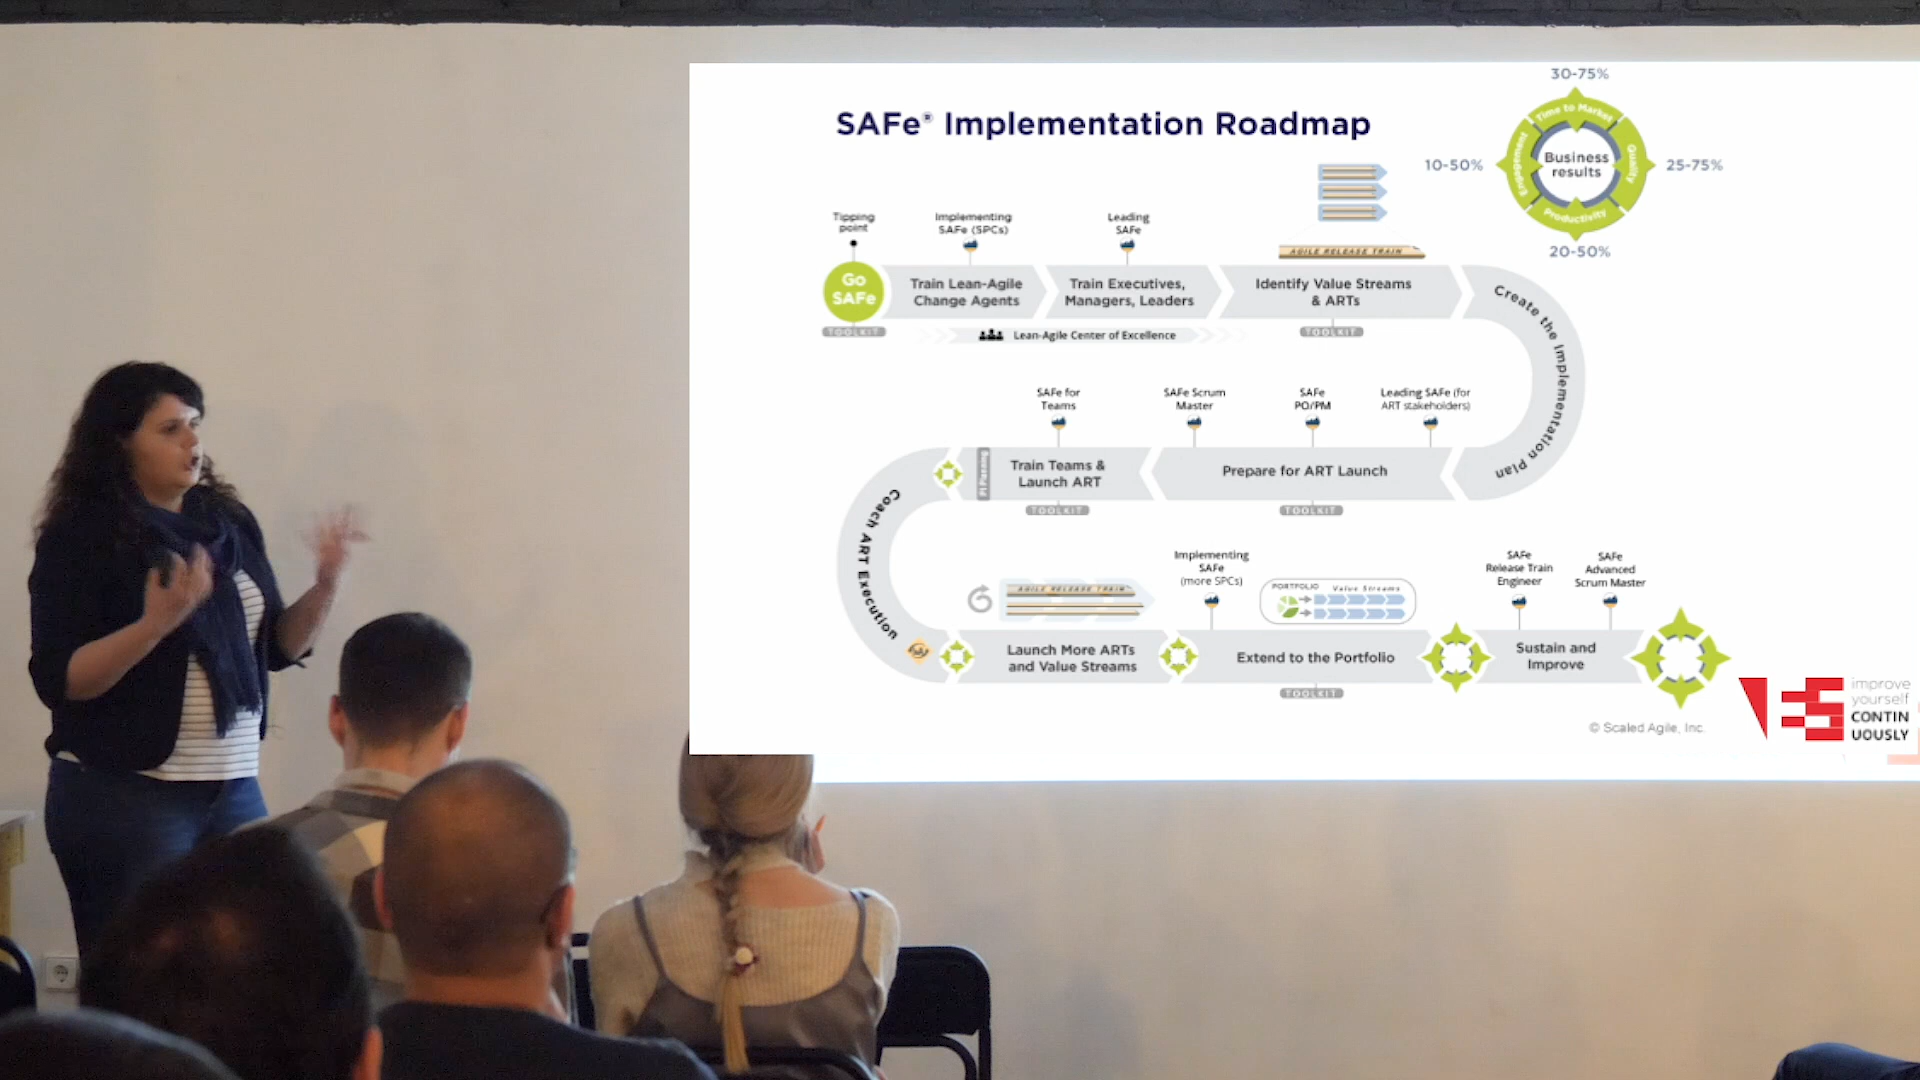 30-75%
SAFe® Implementation Roadmap
Time to Market
10-50%
Engagement
Business
results
Quality
25-75%
Productivity
20-50%
Tipping
point
Implementing
SAFe (SPCs)
Leading
SAFe
AGILE RELEASE TRAIN
Go
SAFe
Train Lean-Agile
Change Agents
Train Executives,
Managers, Leaders
Identify Value Streams
& ARTs
Create the Implementation Plan
TOOLKIT
Lean-Agile Center of Excellence
TOOLKIT
SAFe for
Teams
SAFe Scrum
Master
SAFe
PO/PM
Leading SAFe (for
ART stakeholders)
PI Planning
Train Teams &
Launch ART
Prepare for ART Launch
TOOLKIT
TOOLKIT
Coach ART Execution
AGILE RELEASE TRAIN
Implementing
SAFe
(more SPCs)
PORTFOLIO
Value Streams
SAFe
Release Train
Engineer
SAFe
Advanced
Scrum Master
I&A
Launch More ARTs
and Value Streams
Extend to the Portfolio
Sustain and
Improve
TOOLKIT
© Scaled Agile, Inc.
improve
yourself
CONTIN
UOUSLY